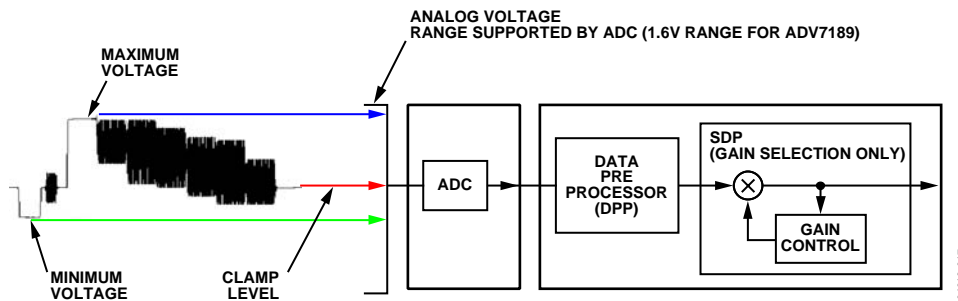 ANALOG VOLTAGE
RANGE SUPPORTED BY ADC (1.6V RANGE FOR ADV7189)
MAXIMUM
VOLTAGE
SDP
(GAIN SELECTION ONLY)
DATA
PRE
PROCESSOR
(DPP)
ADC
GAIN
CONTROL
MINIMUM
VOLTAGE
CLAMP
LEVEL